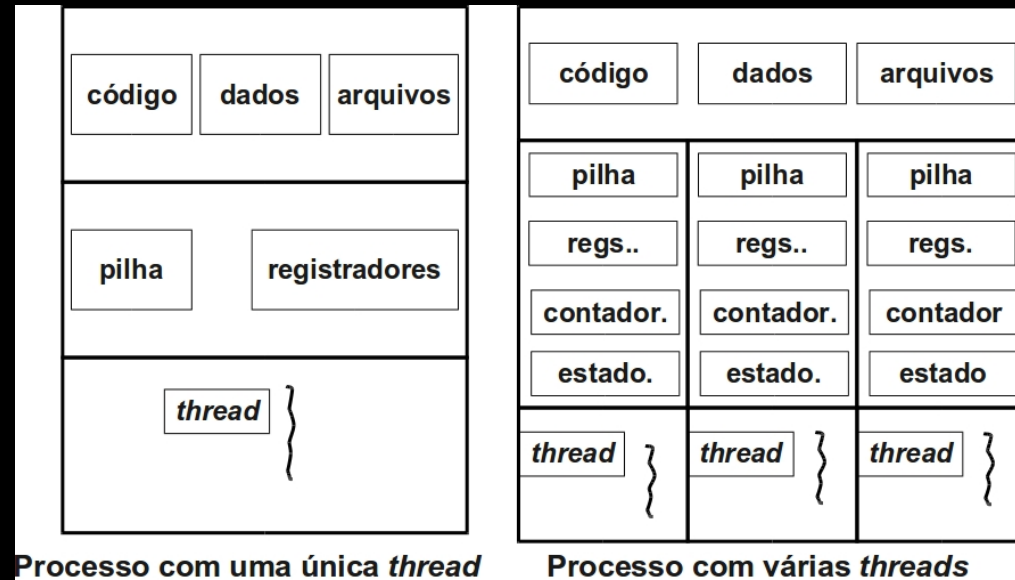 código dados arquivos
pilha registradores
thread
Processo com uma única thread
código dados arquivos
pilha pilha pilha
regs.. regs.. regs.
contador. contador. contador
estado. estado. estado
thread thread thread
Processo com várias threads